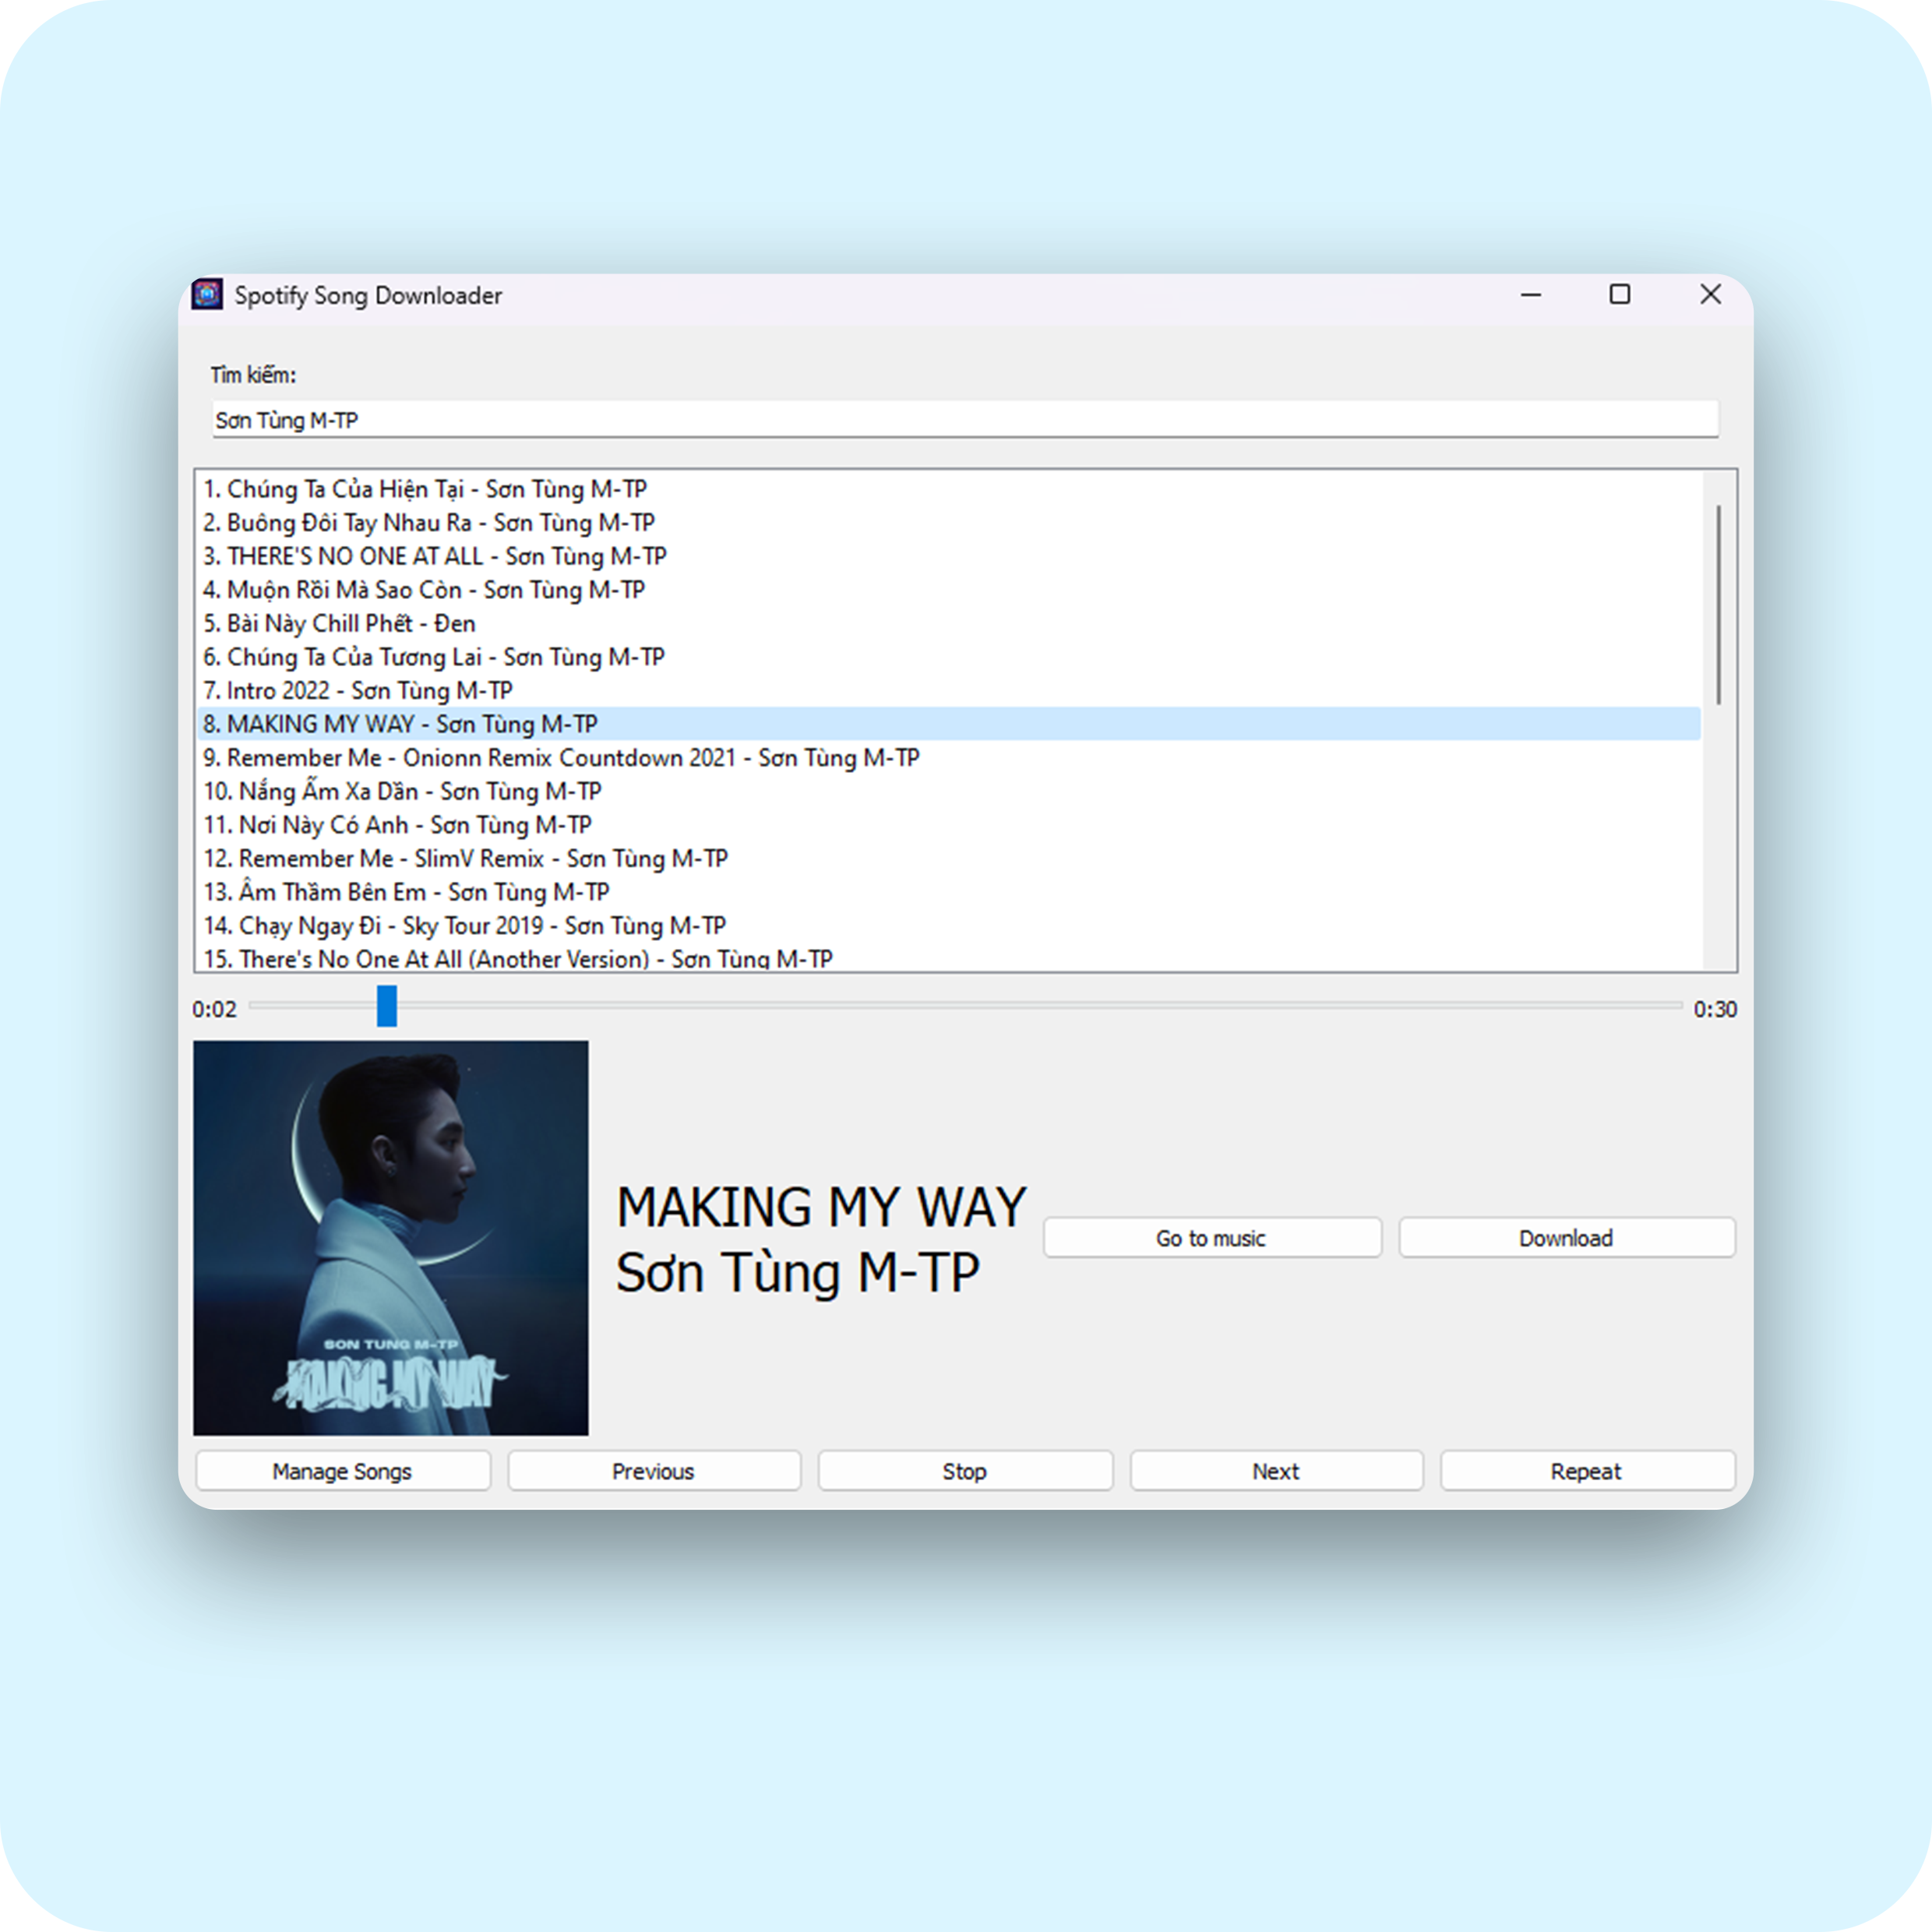 Spotify Song Downloader
Tìm kiếm:
Sơn Tùng M-TP
1. Chúng Ta Của Hiện Tại - Sơn Tùng M-TP
2. Buông Đôi Tay Nhau Ra - Sơn Tùng M-TP
3. THERE'S NO ONE AT ALL - Sơn Tùng M-TP
4. Muộn Rồi Mà Sao Còn - Sơn Tùng M-TP
5. Bài Này Chill Phết - Đen
6. Chúng Ta Của Tương Lai - Sơn Tùng M-TP
7. Intro 2022 - Sơn Tùng M-TP
8. MAKING MY WAY - Sơn Tùng M-TP
9. Remember Me - Onionn Remix Countdown 2021 - Sơn Tùng M-TP
10. Nắng Ấm Xa Dần - Sơn Tùng M-TP
11. Nơi Này Có Anh - Sơn Tùng M-TP
12. Remember Me - SlimV Remix - Sơn Tùng M-TP
13. Âm Thầm Bên Em - Sơn Tùng M-TP
14. Chạy Ngay Đi - Sky Tour 2019 - Sơn Tùng M-TP
15. There's No One At All (Another Version) - Sơn Tùng M-TP
0:02
0:30
SON TUNG M-TP
MAKING MY WAY
MAKING MY WAY
Sơn Tùng M-TP
Go to music
Download
Manage Songs
Previous
Stop
Next
Repeat